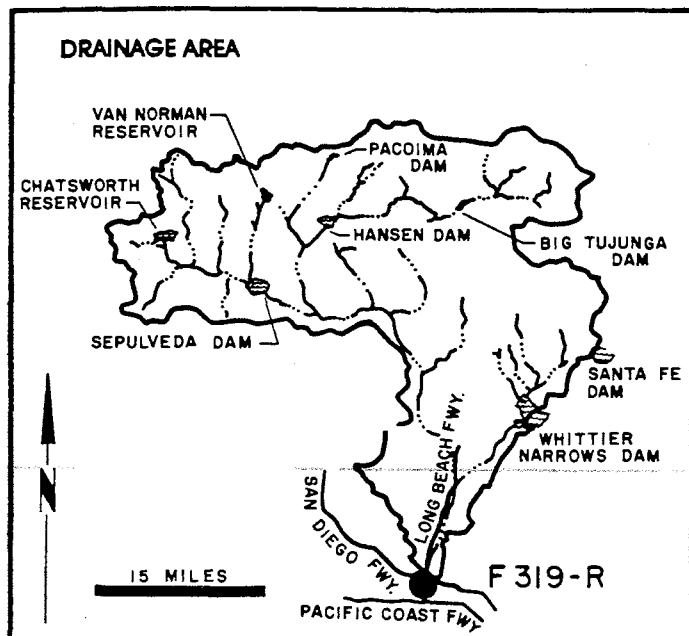 DRAINAGE AREA
VAN NORMAN
RESERVOIR
PACOIMA
DAM
CHATSWORTH
RESERVOIR
HANSEN DAM
BIG TUJUNGA
DAM
SEPULVEDA DAM
SANTA FE
DAM
WHITTIER
NARROWS DAM
LONG BEACH FWY.
SAN DIEGO FWY.
N
15 MILES
F 319-R
PACIFIC COAST FWY